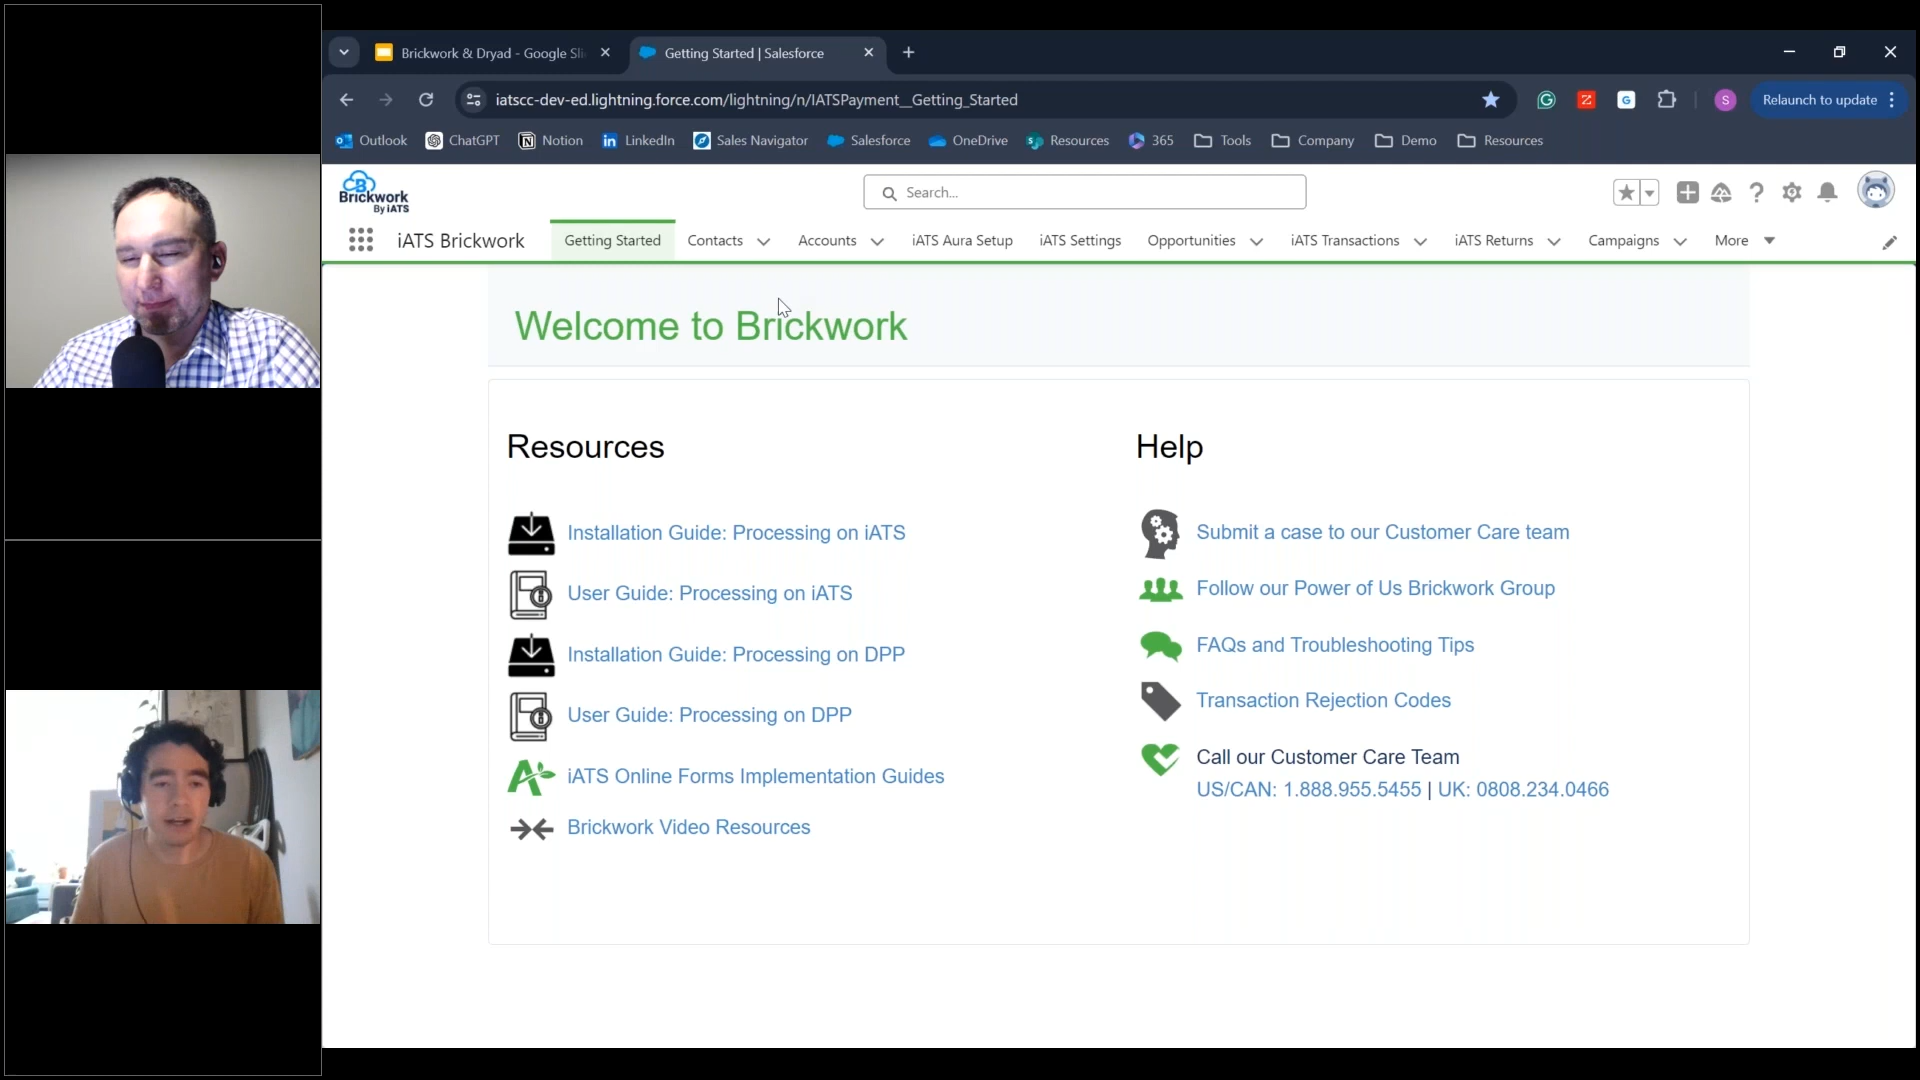 Brickwork & Dryad - Google Sli
Getting Started | Salesforce
iatscc-dev-ed.lightning.force.com/lightning/n/IATSPayment__Getting_Started
S
Relaunch to update
Outlook
ChatGPT
Notion
LinkedIn
Sales Navigator
Salesforce
OneDrive
Resources
365
Tools
Company
Demo
Resources
Brickwork
By iATS
Search...
iATS Brickwork
Getting Started
Contacts
Accounts
iATS Aura Setup
iATS Settings
Opportunities
iATS Transactions
iATS Returns
Campaigns
More
Welcome to Brickwork
Resources
Installation Guide: Processing on iATS
User Guide: Processing on iATS
Installation Guide: Processing on DPP
User Guide: Processing on DPP
iATS Online Forms Implementation Guides
Brickwork Video Resources
Help
Submit a case to our Customer Care team
Follow our Power of Us Brickwork Group
FAQs and Troubleshooting Tips
Transaction Rejection Codes
Call our Customer Care Team
US/CAN: 1.888.955.5455 | UK: 0808.234.0466